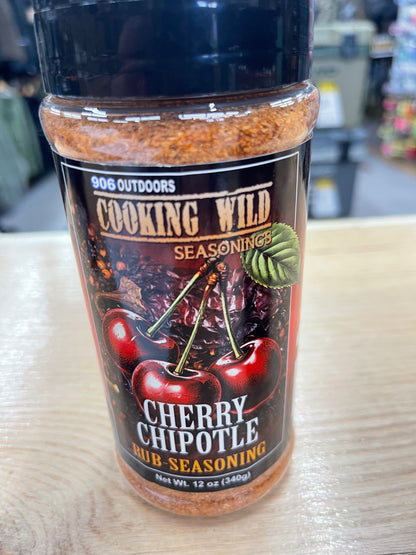 906 OUTDOORS
COOKING WILD
SEASONINGS
CHERRY
CHIPOTLE
RUB-SEASONING
Net Wt. 12 oz (340g)